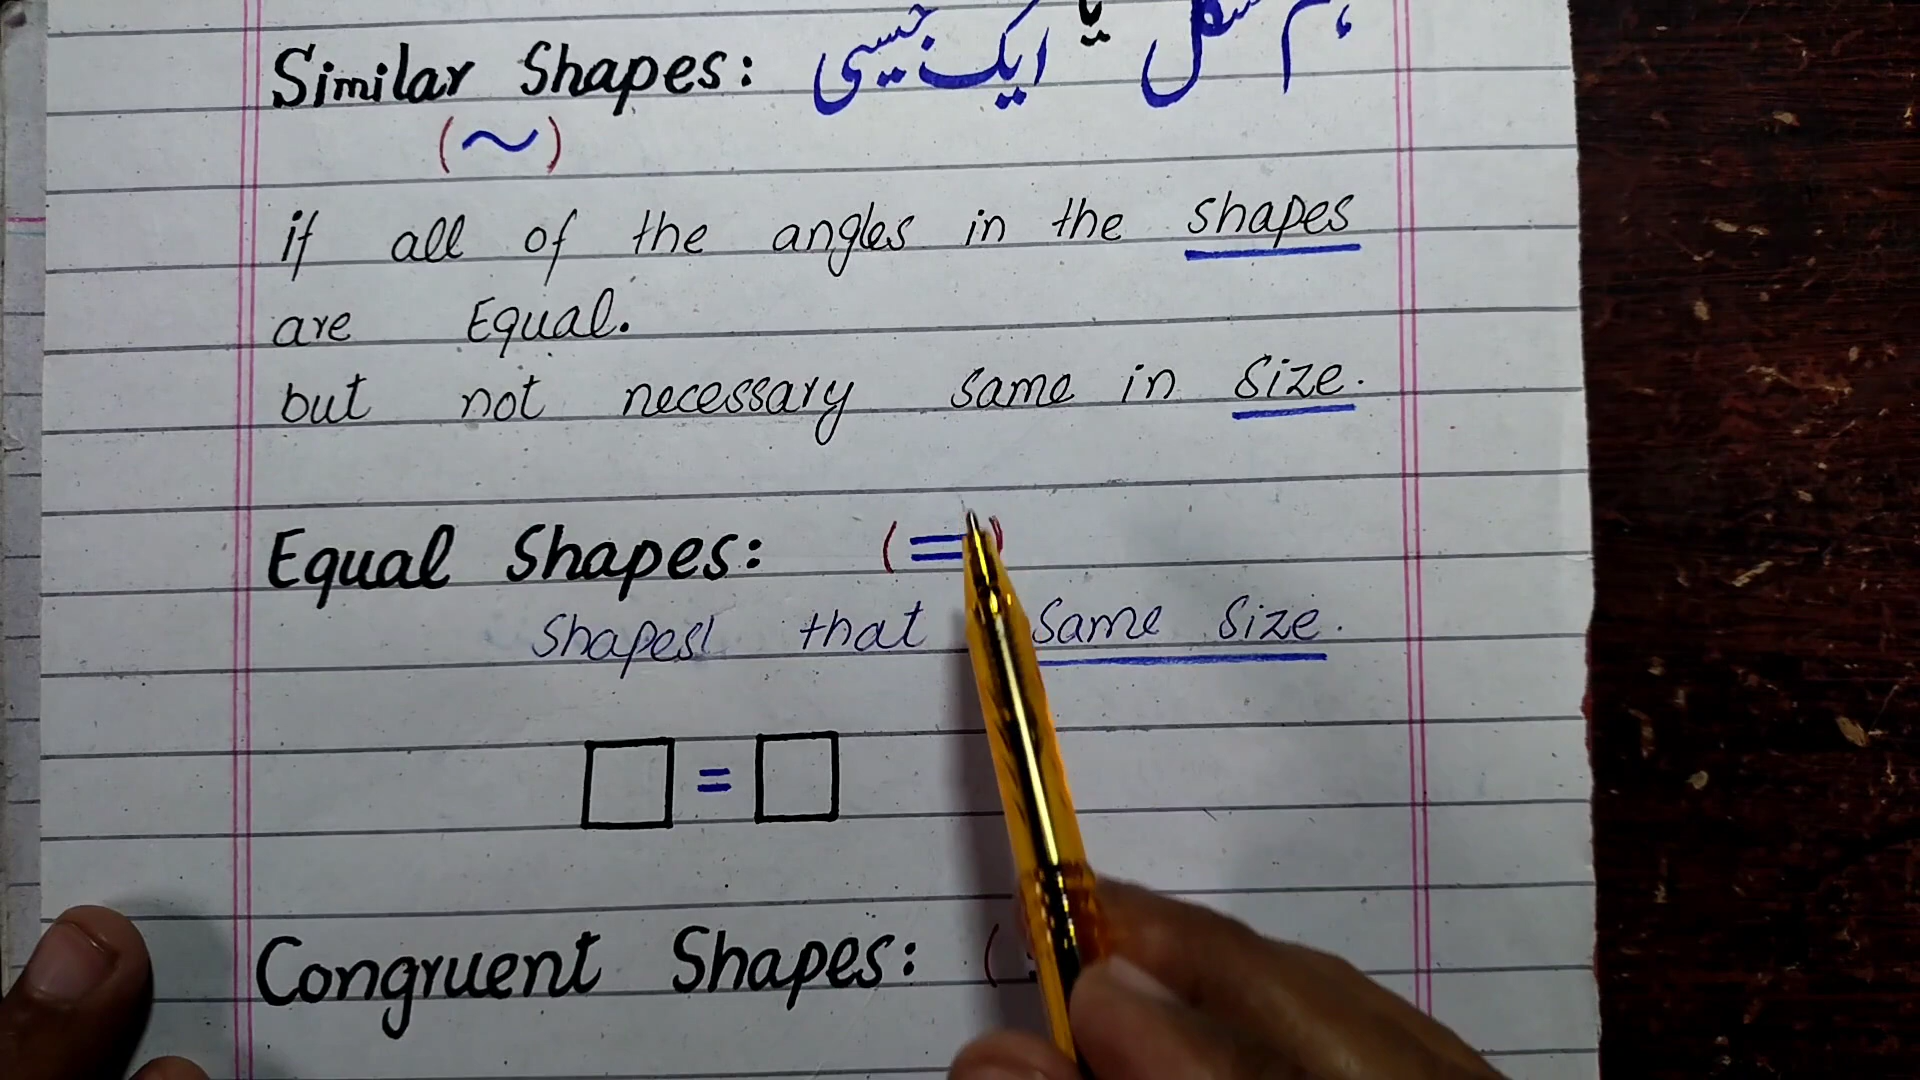 Similar Shapes: ہم شکل یا ایک جیسی
(~)
if all of the angles in the shapes
are Equal.
but not necessary same in size.
Equal Shapes: (=)
Shapes that same size.
=
Congruent Shapes: (